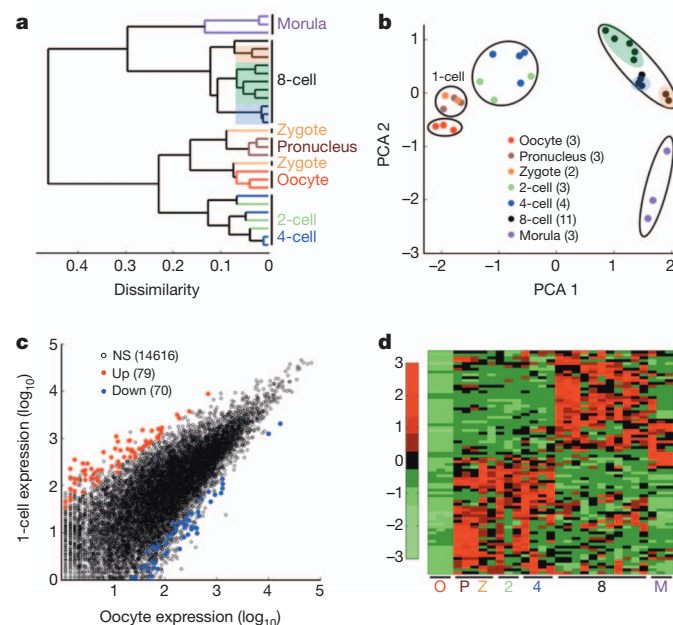 a
Morula
8-cell
Zygote
Pronucleus
Zygote
Oocyte
2-cell
4-cell
0.4 0.3 0.2 0.1 0
Dissimilarity
b
1
0
−1
−2
−3
PCA 2
1-cell
Oocyte (3)
Pronucleus (3)
Zygote (2)
2-cell (3)
4-cell (4)
8-cell (11)
Morula (3)
−2 −1 0 1 2
PCA 1
c
5
4
3
2
1
0
1-cell expression (log10)
NS (14616)
Up (79)
Down (70)
1 2 3 4 5
Oocyte expression (log10)
d
3
2
1
0
−1
−2
−3
O P Z 2 4 8 M